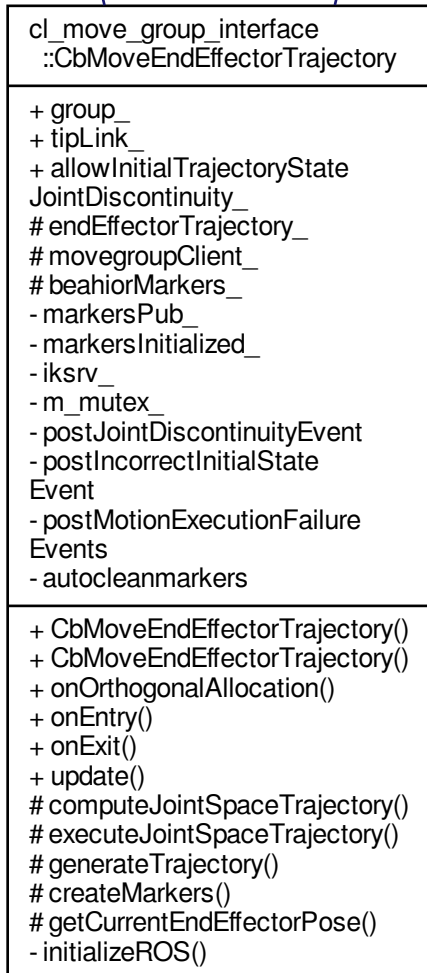 cl_move_group_interface
::CbMoveEndEffectorTrajectory
+ group_
+ tipLink_
+ allowInitialTrajectoryState
JointDiscontinuity_
# endEffectorTrajectory_
# movegroupClient_
# beahiorMarkers_
- markersPub_
- markersInitialized_
- iksrv_
- m_mutex_
- postJointDiscontinuityEvent
- postIncorrectInitialState
Event
- postMotionExecutionFailure
Events
- autocleanmarkers
+ CbMoveEndEffectorTrajectory()
+ CbMoveEndEffectorTrajectory()
+ onOrthogonalAllocation()
+ onEntry()
+ onExit()
+ update()
# computeJointSpaceTrajectory()
# executeJointSpaceTrajectory()
# generateTrajectory()
# createMarkers()
# getCurrentEndEffectorPose()
- initializeROS()